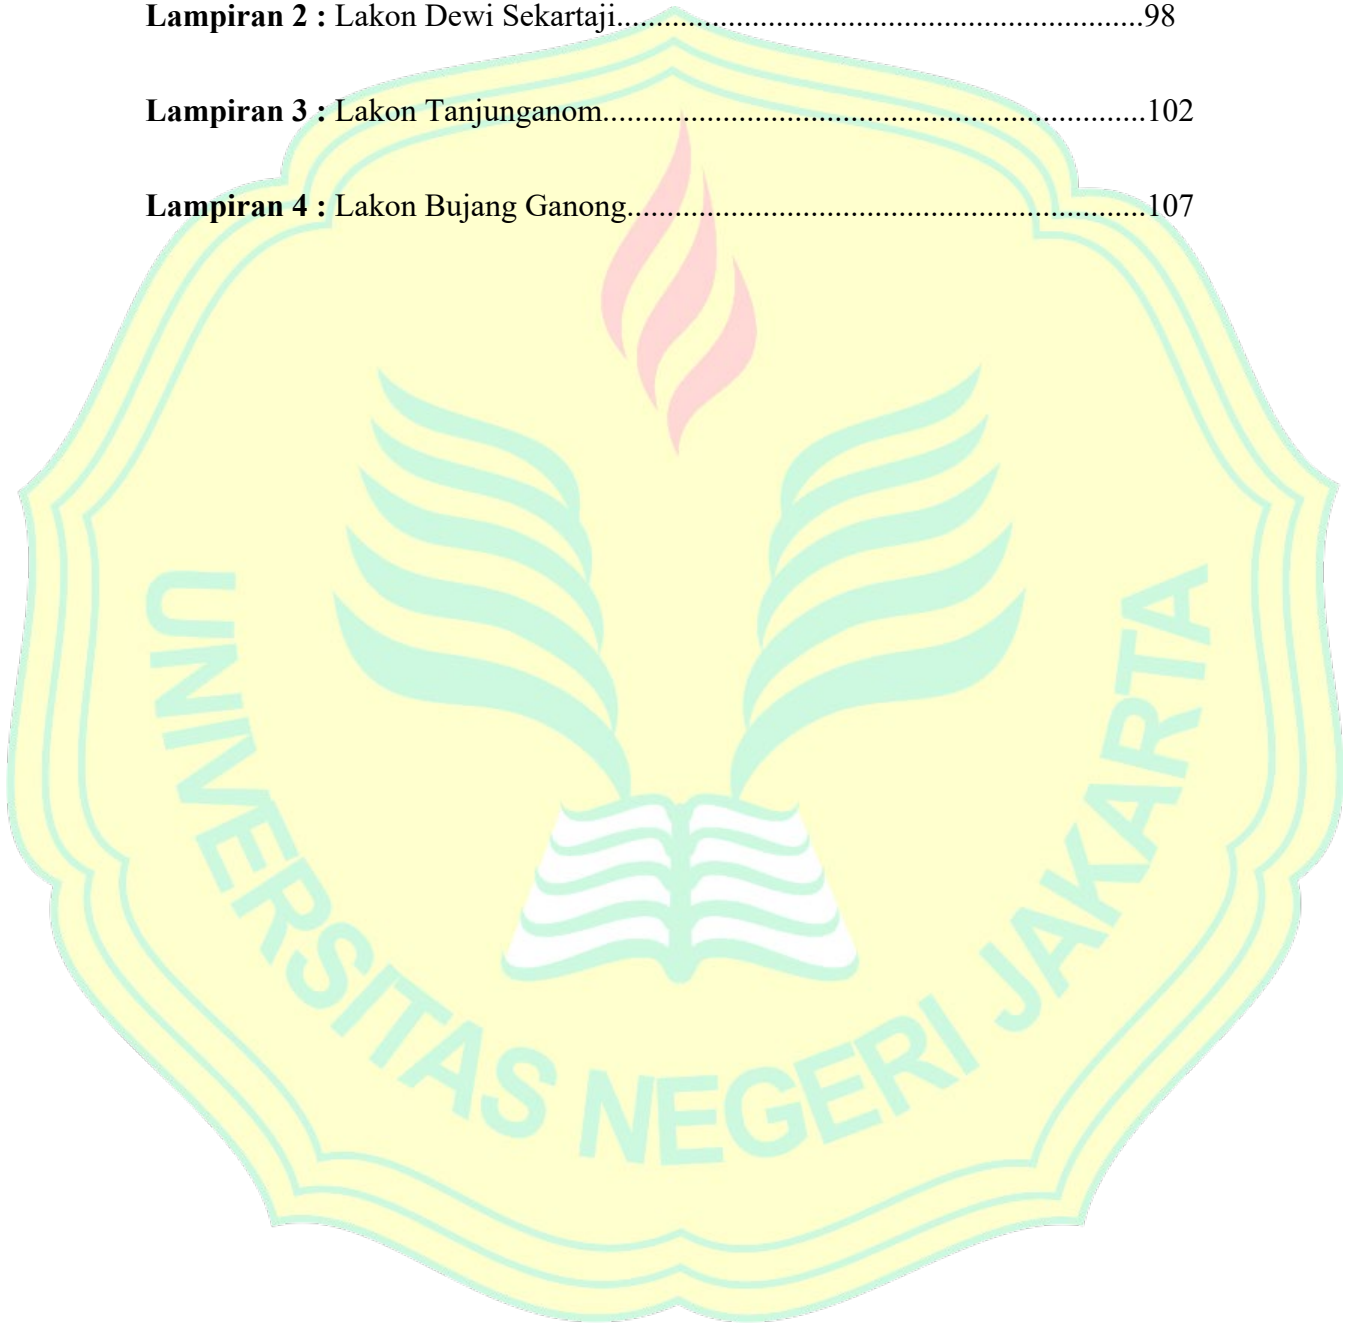 Lampiran 2 : Lakon Dewi Sekartaji....................................................................98
Lampiran 3 : Lakon Tanjunganom......................................................................102
Lampiran 4 : Lakon Bujang Ganong...................................................................107
UNIVERSITAS NEGERI JAKARTA